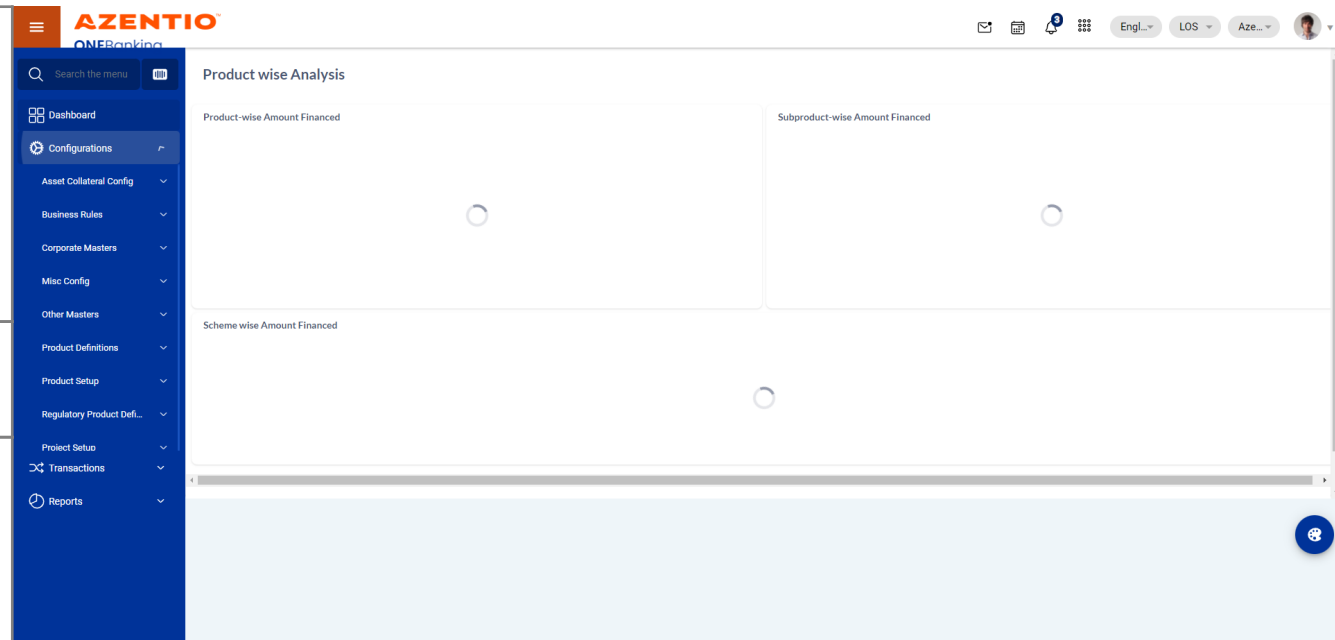 AZENTIO
ONEBanking
3
Engl...
LOS
Aze...
Search the menu
Dashboard
Configurations
Asset Collateral Config
Business Rules
Corporate Masters
Misc Config
Other Masters
Product Definitions
Product Setup
Regulatory Product Defi...
Project Setup
Transactions
Reports
Product wise Analysis
Product-wise Amount Financed
Subproduct-wise Amount Financed
Scheme wise Amount Financed